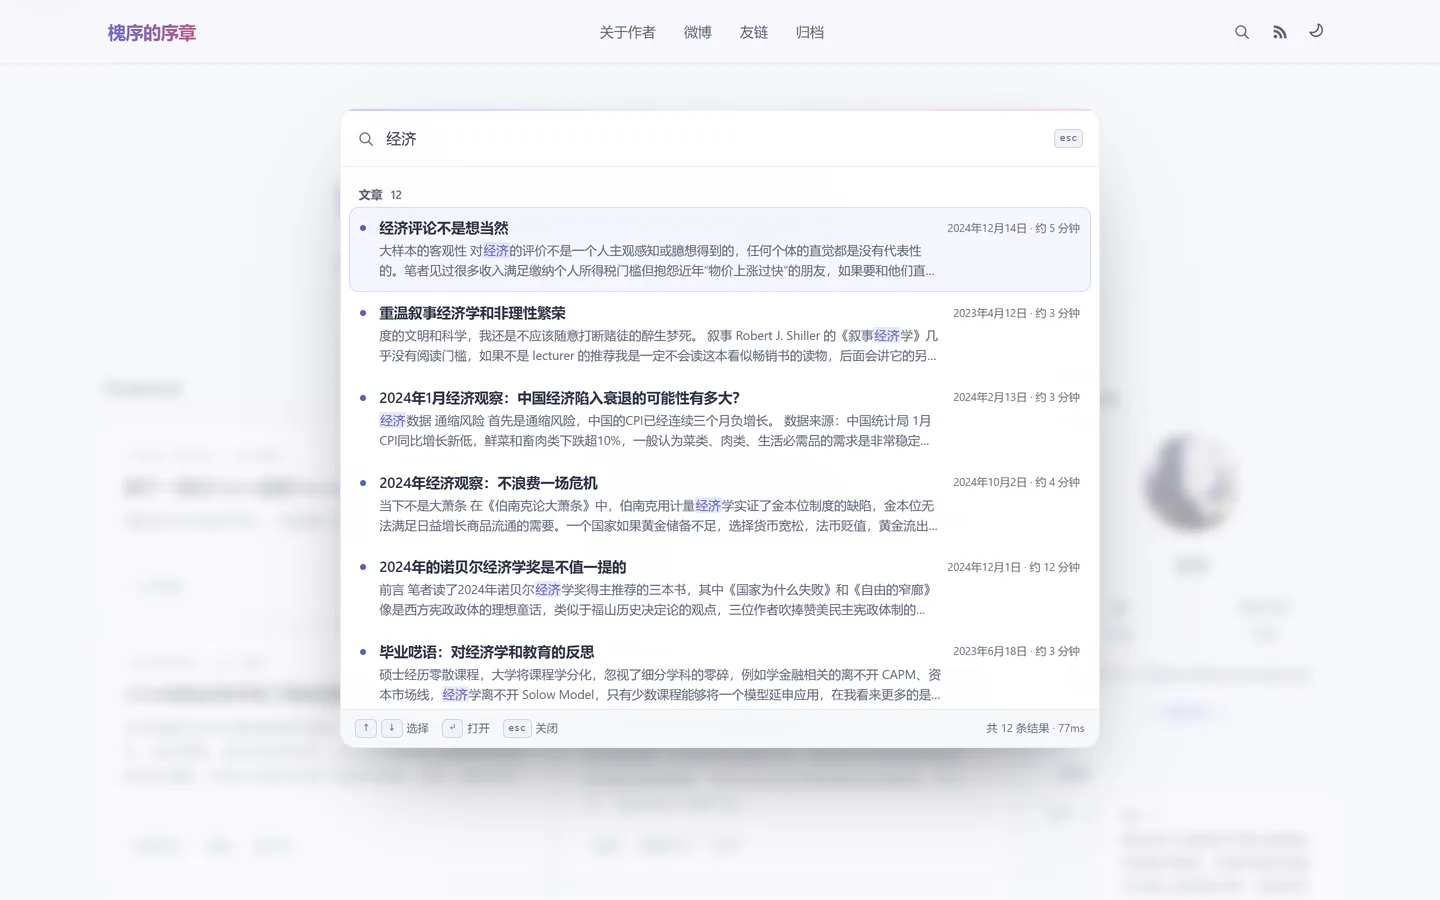 槐序的序章
关于作者 微博 友链 归档
经济 esc
文章 12
经济评论不是想当然 2024年12月14日 · 约 5 分钟
大样本的客观性 对经济的评价不是一个人主观感知或臆想得到的，任何个体的直觉都是没有代表性
的。笔者见过很多收入满足缴纳个人所得税门槛但抱怨近年“物价上涨过快”的朋友，如果要和他们直...
重温叙事经济学和非理性繁荣 2023年4月12日 · 约 3 分钟
度的文明和科学，我还是不应该随意打断赌徒的醉生梦死。 叙事 Robert J. Shiller 的《叙事经济学》几
乎没有阅读门槛，如果不是 lecturer 的推荐我是一定不会读这本看似畅销书的读物，后面会讲它的另...
2024年1月经济观察：中国经济陷入衰退的可能性有多大？ 2024年2月13日 · 约 3 分钟
经济数据 通缩风险 首先是通缩风险，中国的CPI已经连续三个月负增长。 数据来源：中国统计局 1月
CPI同比增长新低，鲜菜和畜肉类下跌超10%，一般认为菜类、肉类、生活必需品的需求是非常稳定...
2024年经济观察：不浪费一场危机 2024年10月2日 · 约 4 分钟
当下不是大萧条 在《伯南克论大萧条》中，伯南克用计量经济学实证了金本位制度的缺陷，金本位无
法满足日益增长商品流通的需要。一个国家如果黄金储备不足，选择货币宽松，法币贬值，黄金流出...
2024年的诺贝尔经济学奖是不值一提的 2024年12月1日 · 约 12 分钟
前言 笔者读了2024年诺贝尔经济学奖得主推荐的三本书，其中《国家为什么失败》和《自由的窄廊》
像是西方宪政政体的理想童话，类似于福山历史决定论的观点，三位作者吹捧赞美民主宪政体制的...
毕业呓语：对经济学和教育的反思 2023年6月18日 · 约 3 分钟
硕士经历零散课程，大学将课程学分化，忽视了细分学科的零碎，例如学金融相关的离不开 CAPM、资
本市场线，经济学离不开 Solow Model，只有少数课程能够将一个模型延申应用，在我看来更多的是...
↑ ↓ 选择 ↵ 打开 esc 关闭 共 12 条结果 · 77ms